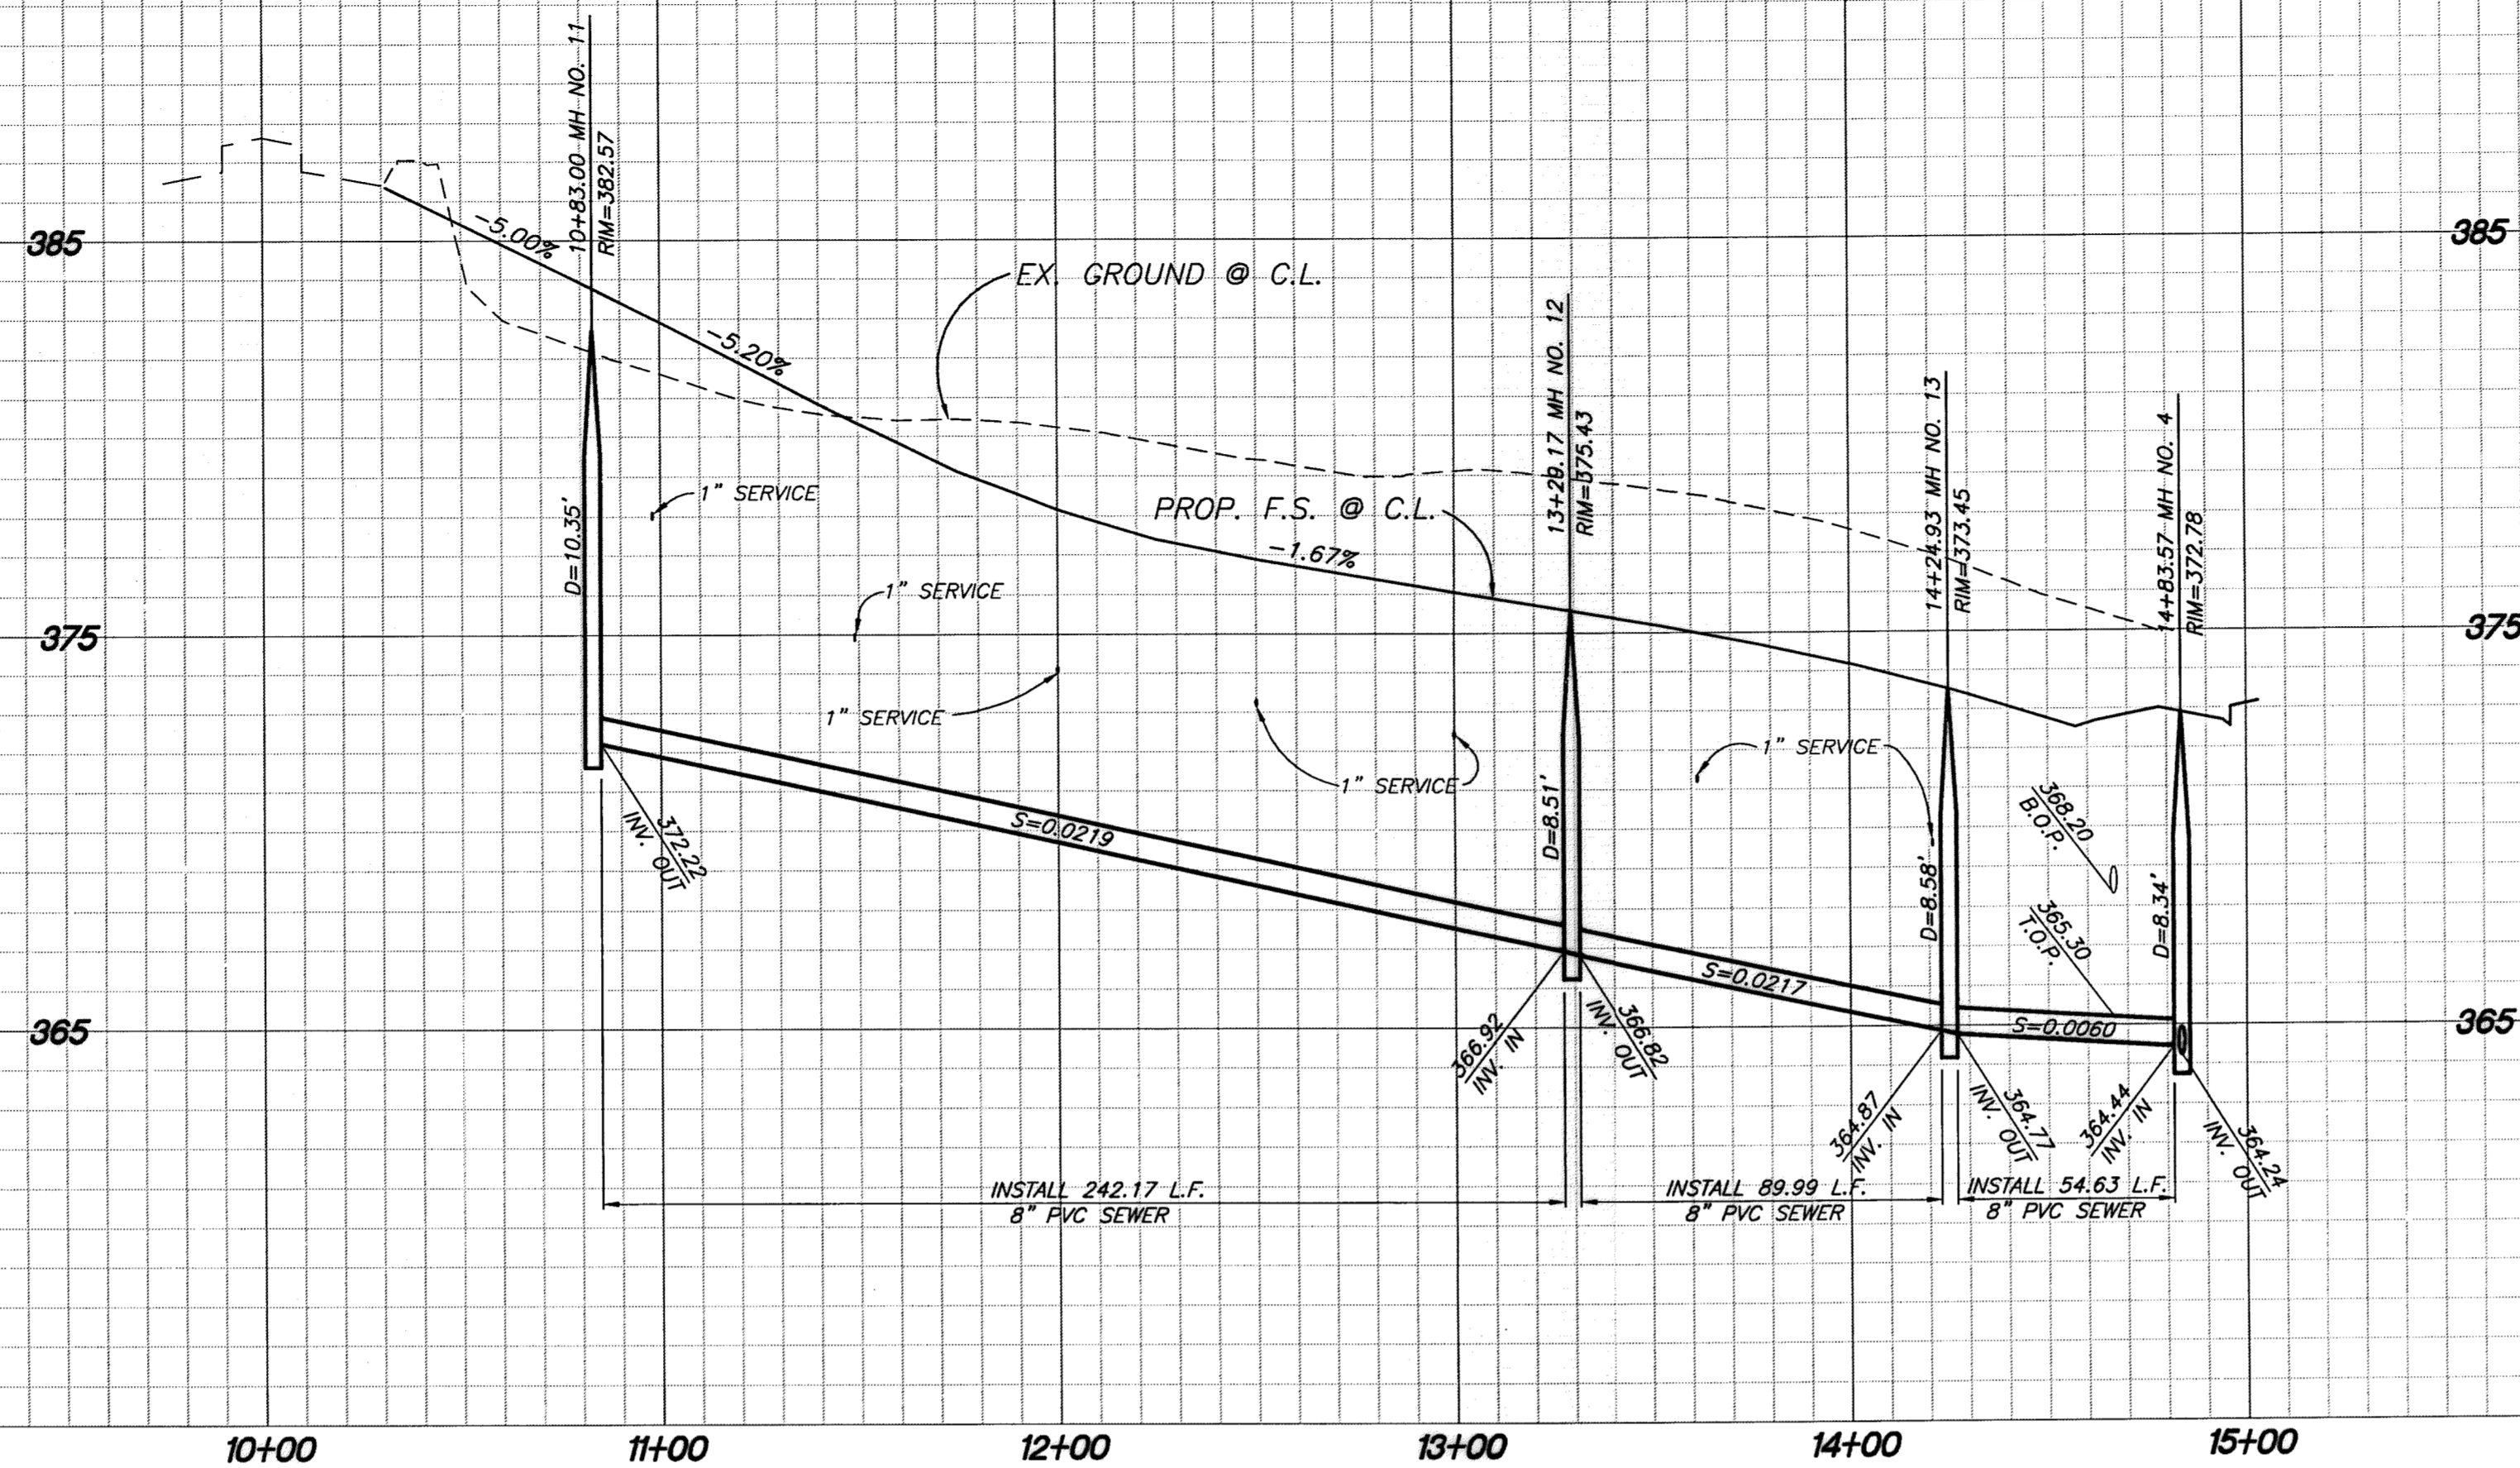 10+83.00 MH NO. 11
RIM=382.57
385
385
-5.00%
EX. GROUND @ C.L.
-5.20%
13+29.17 MH NO. 12
RIM=375.43
14+24.93 MH NO. 13
RIM=373.45
14+83.57 MH NO. 4
RIM=372.78
1" SERVICE
PROP. F.S. @ C.L.
-1.67%
D=10.35'
1" SERVICE
375
375
1" SERVICE
1" SERVICE
1" SERVICE
D=8.51'
D=8.58'
D=8.34'
368.20
B.O.P.
365.30
T.O.P.
S=0.0219
372.22
INV. OUT
S=0.0217
S=0.0060
365
365
366.92
INV. IN
366.82
INV. OUT
364.87
INV. IN
364.77
INV. OUT
364.44
INV. IN
364.24
INV. OUT
INSTALL 242.17 L.F.
8" PVC SEWER
INSTALL 89.99 L.F.
8" PVC SEWER
INSTALL 54.63 L.F.
8" PVC SEWER
10+00
11+00
12+00
13+00
14+00
15+00